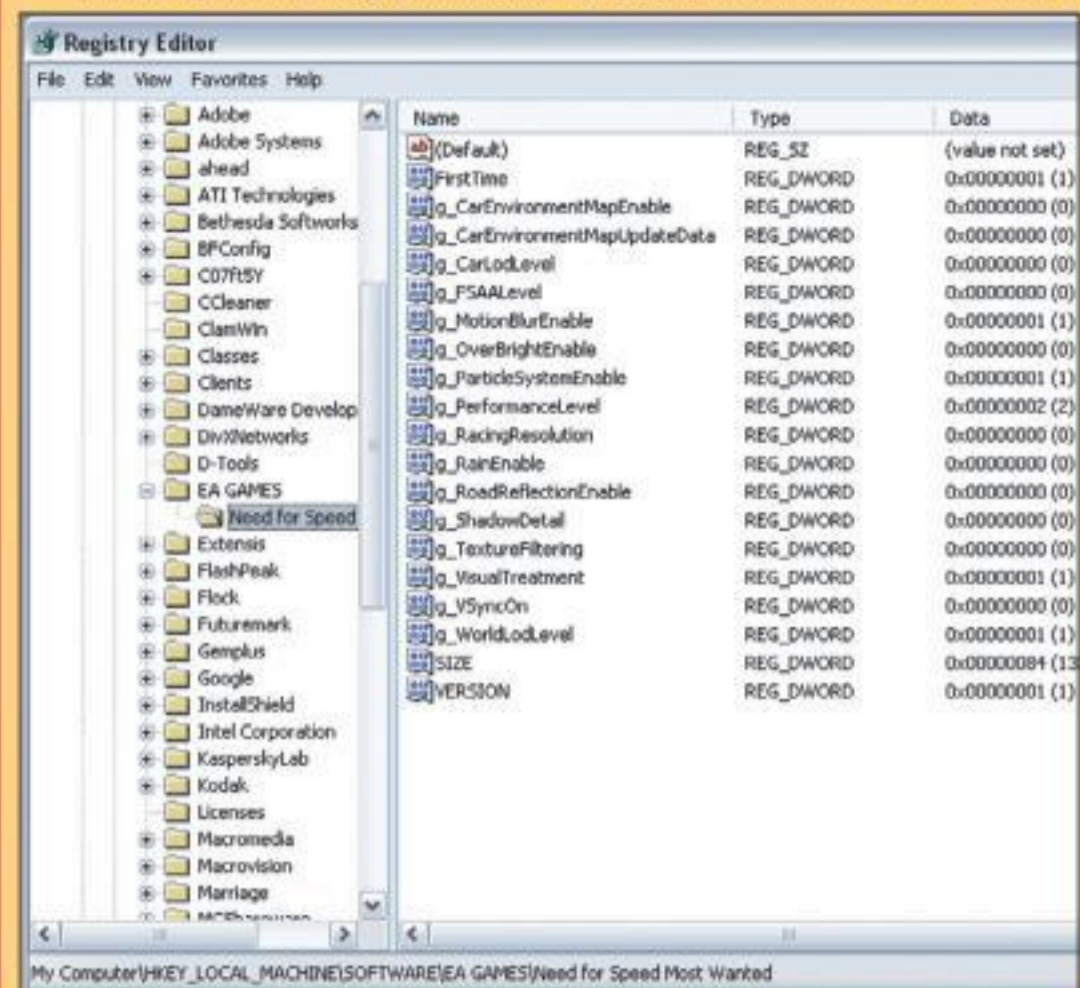 Registry Editor
File Edit View Favorites Help
Adobe
Adobe Systems
ahead
ATI Technologies
Bethesda Softworks
BFConfig
C07ft5Y
CCleaner
ClamWin
Classes
Clients
DameWare Develop
DivXNetworks
D-Tools
EA GAMES
Need for Speed
Extensis
FlashPeak
Flock
Futuremark
Gemplus
Google
InstallShield
Intel Corporation
KasperskyLab
Kodak
Licenses
Macromedia
Macrovision
Marriage
Name Type Data
(Default) REG_SZ (value not set)
FirstTime REG_DWORD 0x00000001 (1)
g_CarEnvironmentMapEnable REG_DWORD 0x00000000 (0)
g_CarEnvironmentMapUpdateData REG_DWORD 0x00000000 (0)
g_CarLodLevel REG_DWORD 0x00000000 (0)
g_FSAALevel REG_DWORD 0x00000000 (0)
g_MotionBlurEnable REG_DWORD 0x00000001 (1)
g_OverBrightEnable REG_DWORD 0x00000000 (0)
g_ParticleSystemEnable REG_DWORD 0x00000001 (1)
g_PerformanceLevel REG_DWORD 0x00000002 (2)
g_RacingResolution REG_DWORD 0x00000000 (0)
g_RainEnable REG_DWORD 0x00000000 (0)
g_RoadReflectionEnable REG_DWORD 0x00000000 (0)
g_ShadowDetail REG_DWORD 0x00000000 (0)
g_TextureFiltering REG_DWORD 0x00000000 (0)
g_VisualTreatment REG_DWORD 0x00000001 (1)
g_VSyncOn REG_DWORD 0x00000000 (0)
g_WorldLodLevel REG_DWORD 0x00000001 (1)
SIZE REG_DWORD 0x00000084 (13
VERSION REG_DWORD 0x00000001 (1)
My Computer\HKEY_LOCAL_MACHINE\SOFTWARE\EA GAMES\Need for Speed Most Wanted